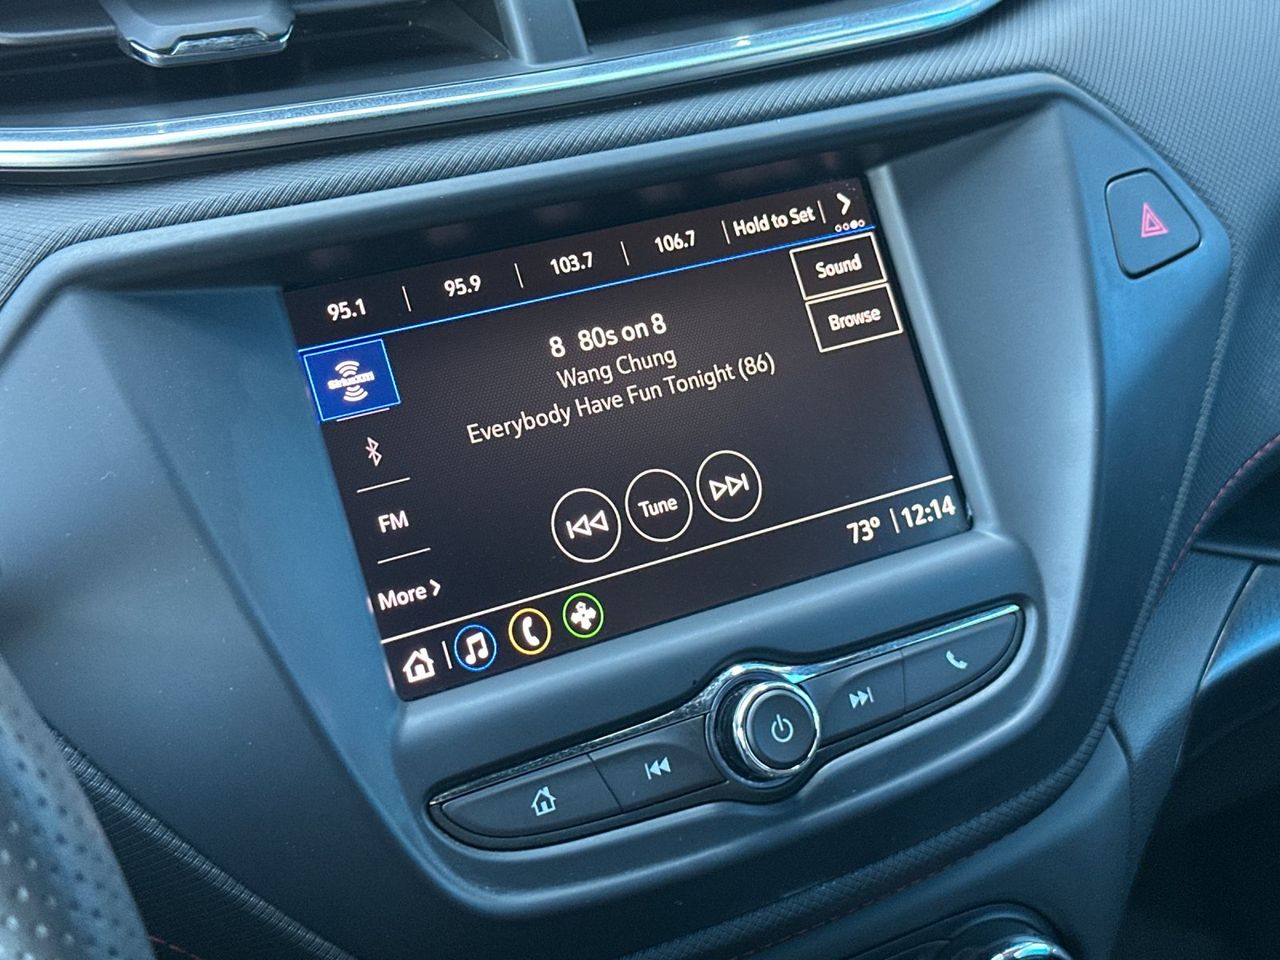 95.1 | 95.9 | 103.7 | 106.7 | Hold to Set |
SiriusXM
8 80s on 8
Wang Chung
Everybody Have Fun Tonight (86)
Sound
Browse
FM
More
Tune
73° | 12:14